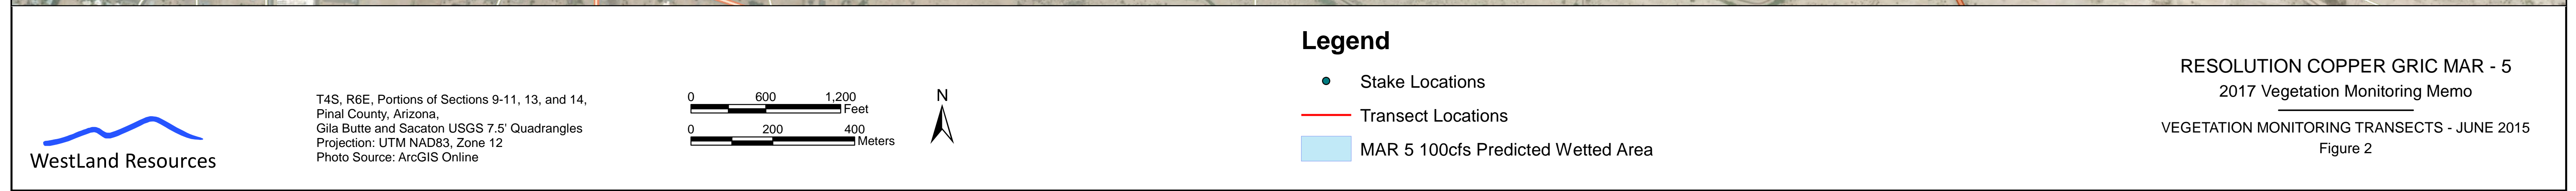 WestLand Resources
T4S, R6E, Portions of Sections 9-11, 13, and 14,
Pinal County, Arizona,
Gila Butte and Sacaton USGS 7.5' Quadrangles
Projection: UTM NAD83, Zone 12
Photo Source: ArcGIS Online
0 600 1,200
Feet
0 200 400
Meters
N
Legend
Stake Locations
Transect Locations
MAR 5 100cfs Predicted Wetted Area
RESOLUTION COPPER GRIC MAR - 5
2017 Vegetation Monitoring Memo
VEGETATION MONITORING TRANSECTS - JUNE 2015
Figure 2